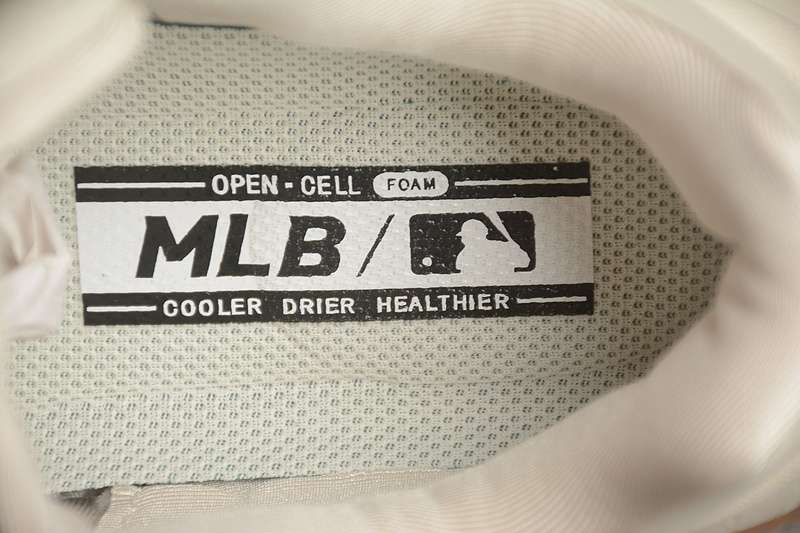 OPEN - CELL FOAM
MLB /
COOLER DRIER HEALTHIER